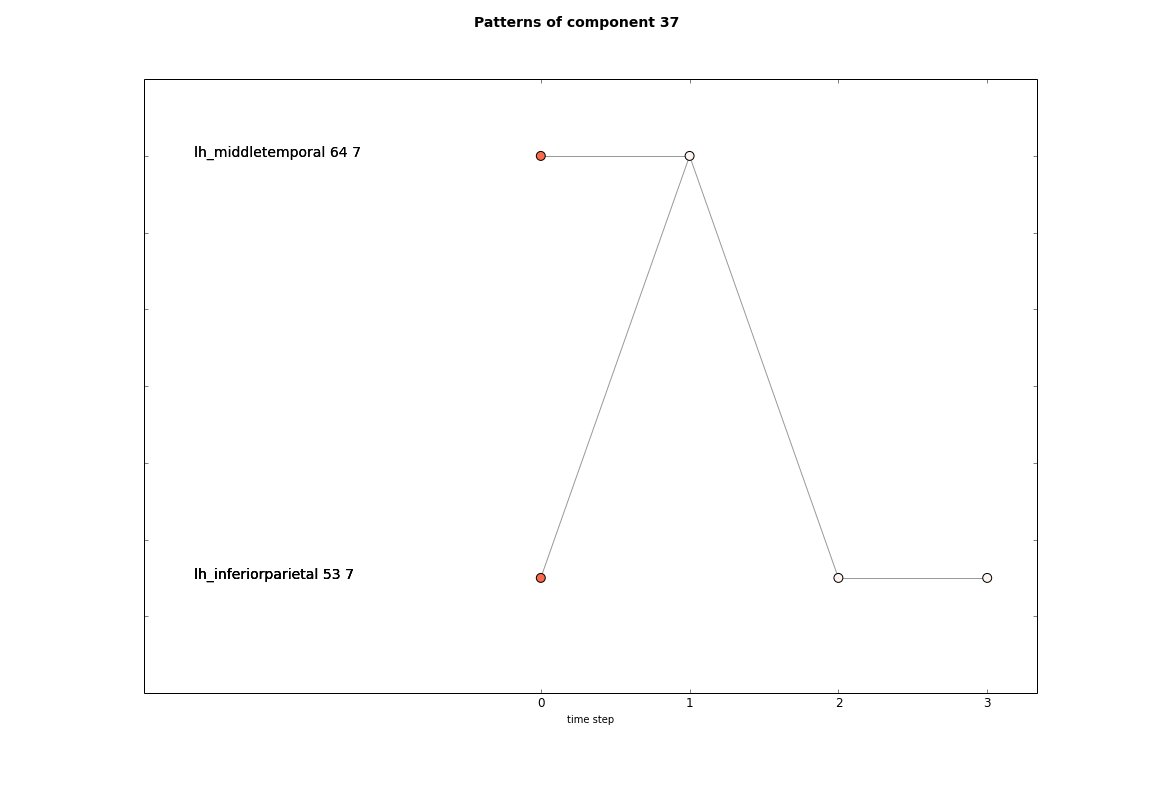 Patterns of component 37
lh_middletemporal 64 7
lh_inferiorparietal 53 7
0 1 2 3
time step